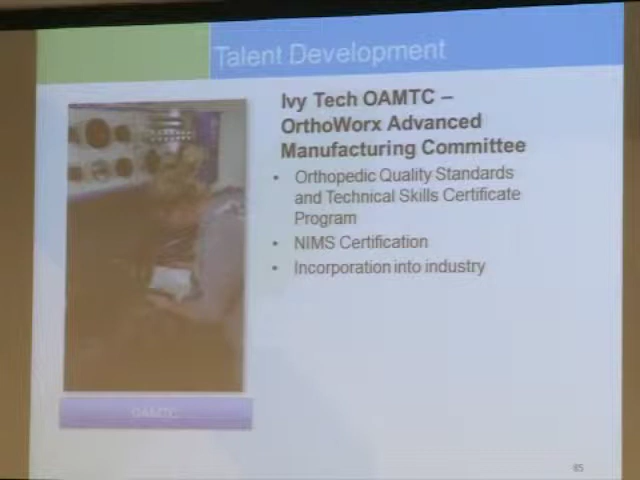 Talent Development
Ivy Tech OAMTC –
OrthoWorx Advanced
Manufacturing Committee
• Orthopedic Quality Standards
and Technical Skills Certificate
Program
• NIMS Certification
• Incorporation into industry
OAMTC
85